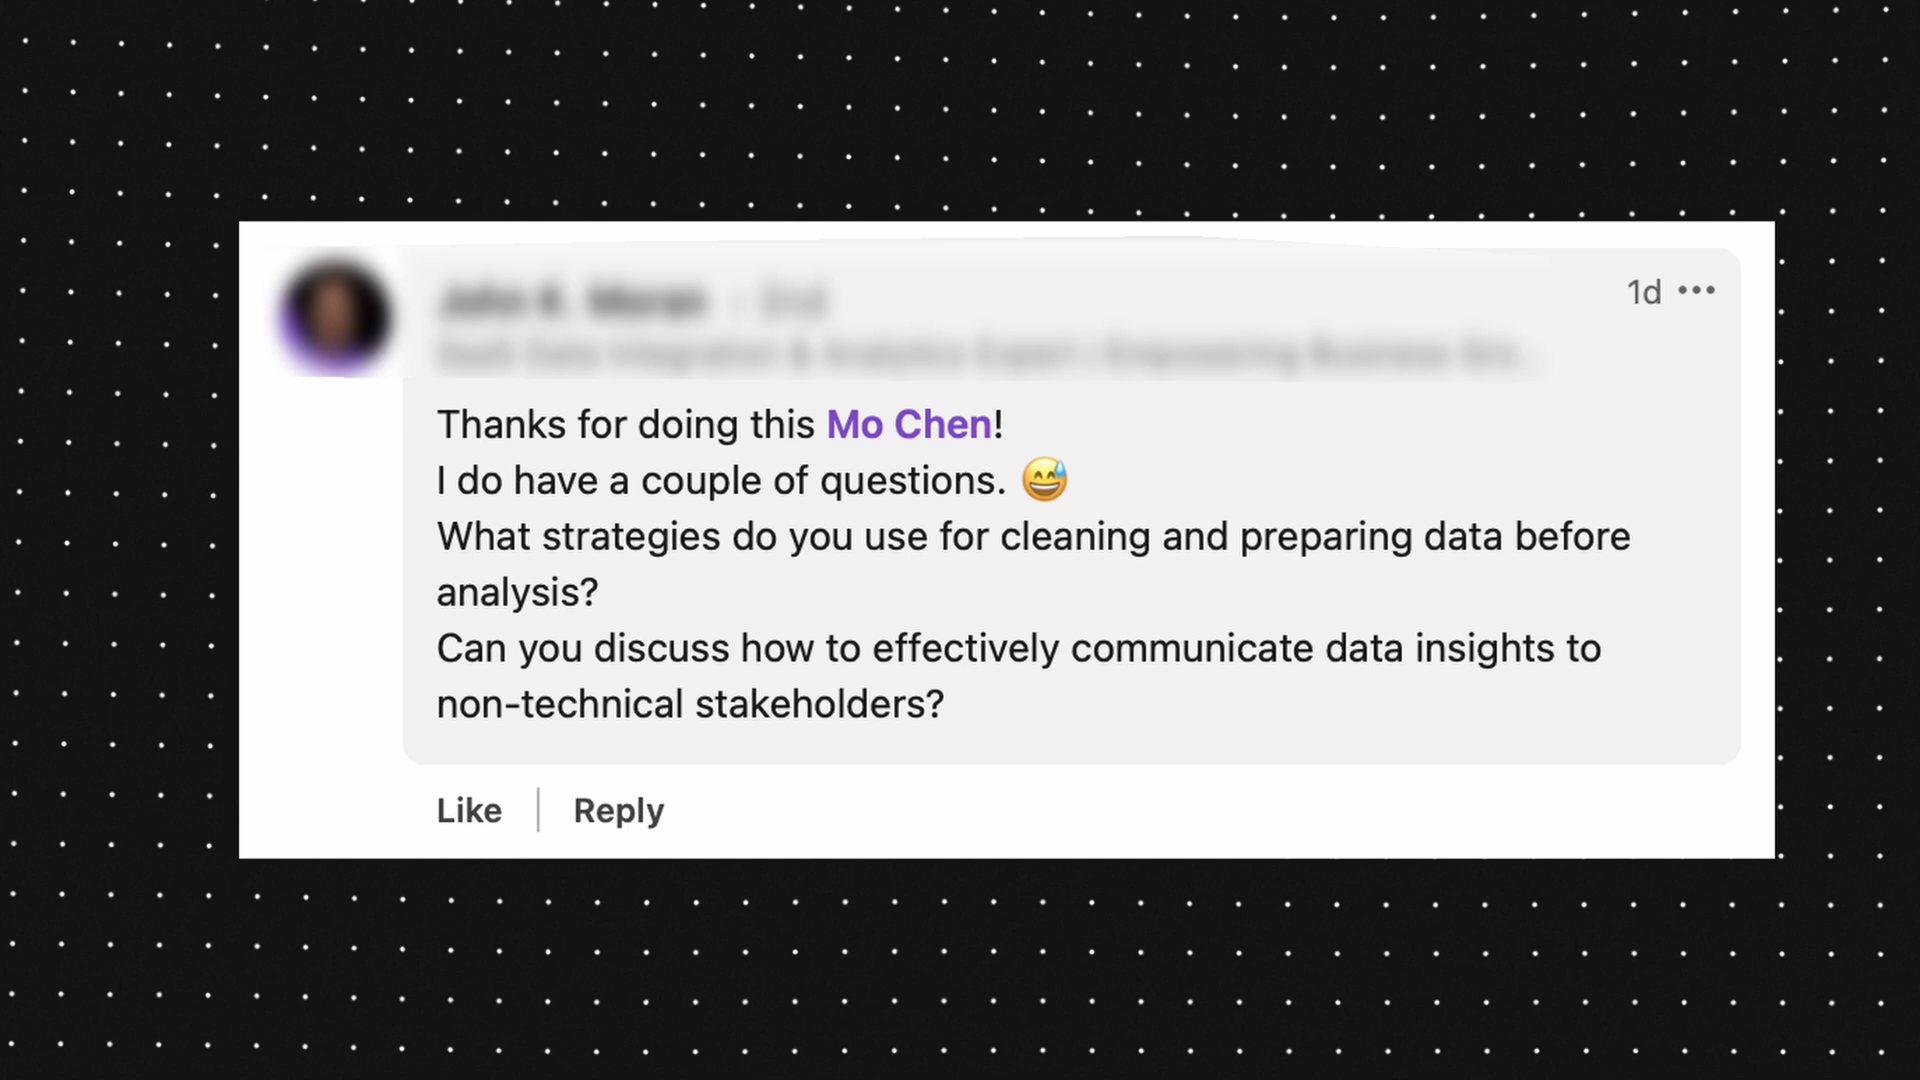 1d
Thanks for doing this Mo Chen!
I do have a couple of questions. 😅
What strategies do you use for cleaning and preparing data before
analysis?
Can you discuss how to effectively communicate data insights to
non-technical stakeholders?
Like
Reply